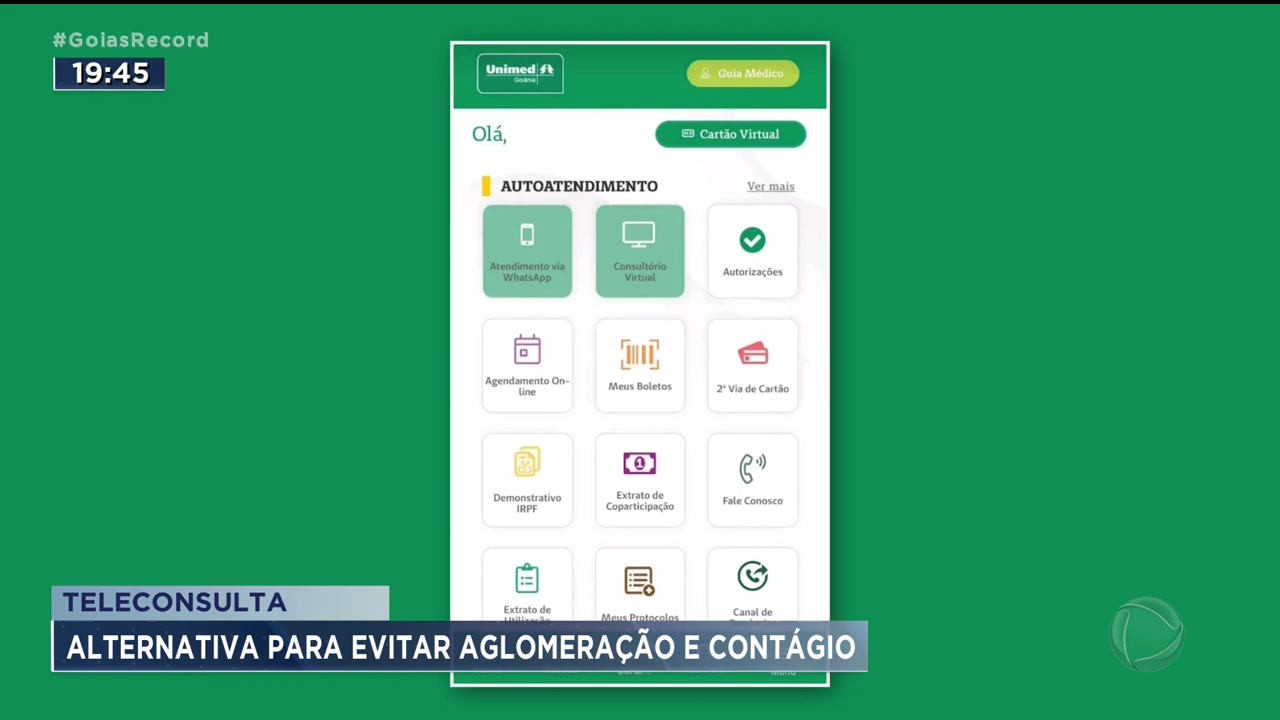 #GoiasRecord
19:45
Unimed
Goiânia
Guia Médico
Olá,
Cartão Virtual
AUTOATENDIMENTO
Ver mais
Atendimento via
WhatsApp
Consultório
Virtual
Autorizações
Agendamento On-
line
Meus Boletos
2ª Via de Cartão
Demonstrativo
IRPF
Extrato de
Coparticipação
Fale Conosco
Extrato de
Utilização
Meus Protocolos
Canal de
TELECONSULTA
ALTERNATIVA PARA EVITAR AGLOMERAÇÃO E CONTÁGIO
Menu